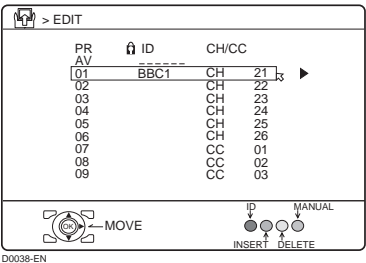 > EDIT
PR ID CH/CC
AV ------
01 BBC1 CH 21
02 CH 22
03 CH 23
04 CH 24
05 CH 25
06 CH 26
07 CC 01
08 CC 02
09 CC 03
OK MOVE
ID MANUAL
INSERT DELETE
D0038-EN